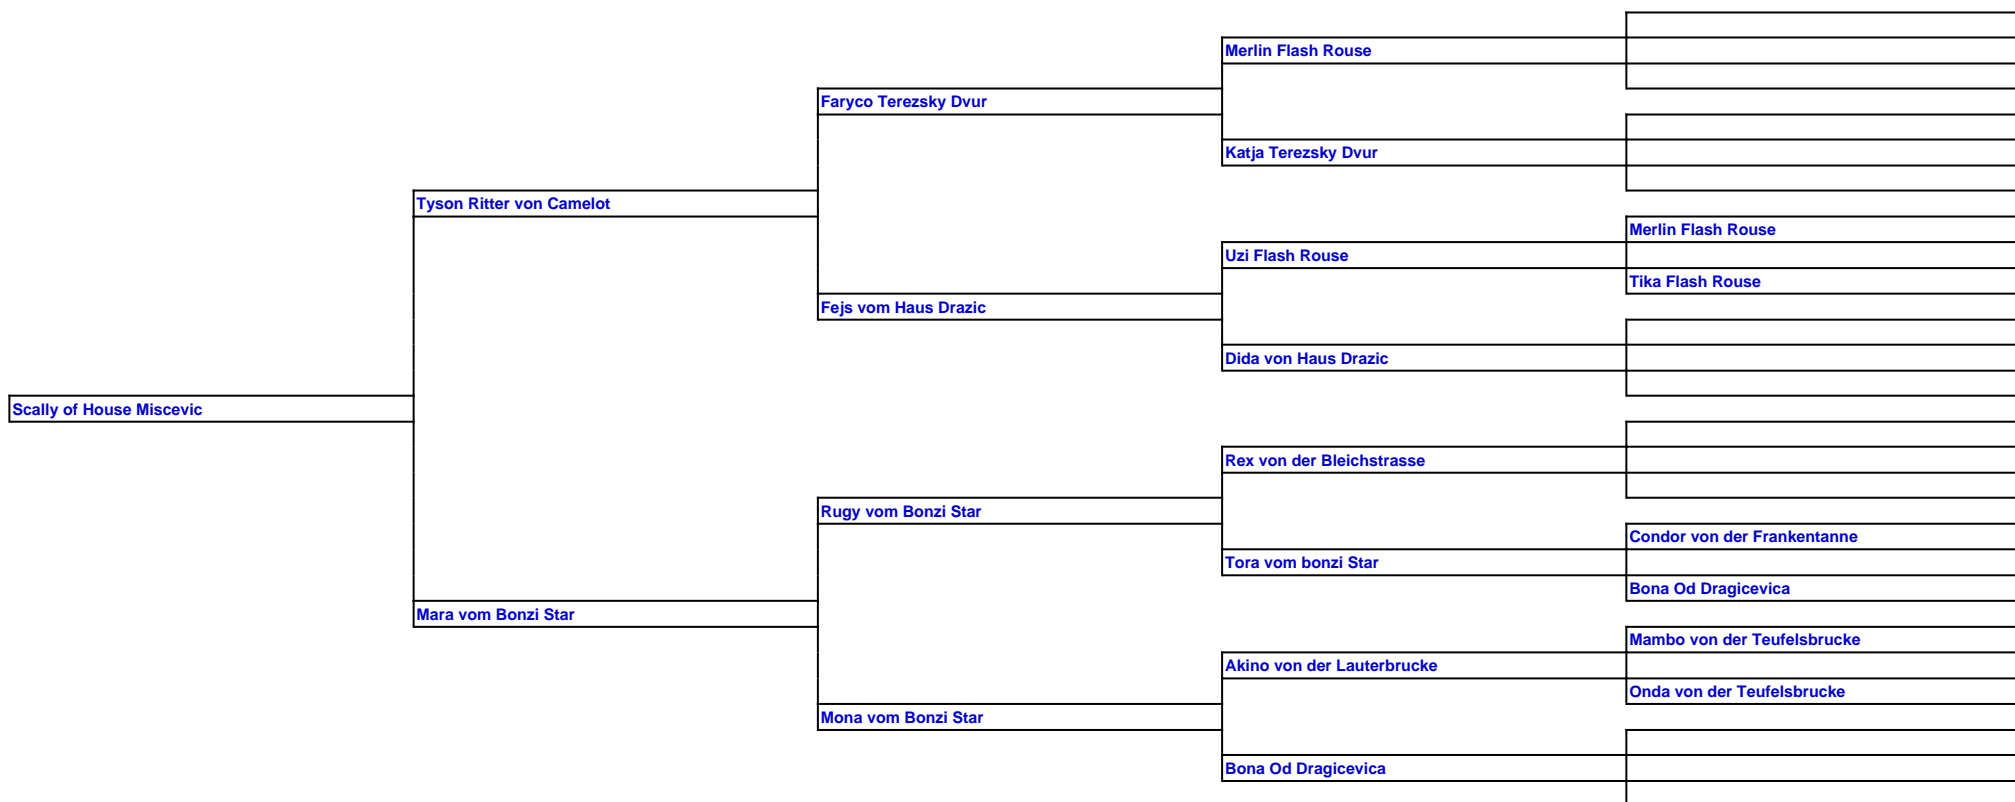 Merlin Flash Rouse
Faryco Terezsky Dvur
Katja Terezsky Dvur
Tyson Ritter von Camelot
Merlin Flash Rouse
Uzi Flash Rouse
Tika Flash Rouse
Fejs vom Haus Drazic
Dida von Haus Drazic
Scally of House Miscevic
Rex von der Bleichstrasse
Rugy vom Bonzi Star
Condor von der Frankentanne
Tora vom bonzi Star
Bona Od Dragicevica
Mara vom Bonzi Star
Mambo von der Teufelsbrucke
Akino von der Lauterbrucke
Onda von der Teufelsbrucke
Mona vom Bonzi Star
Bona Od Dragicevica